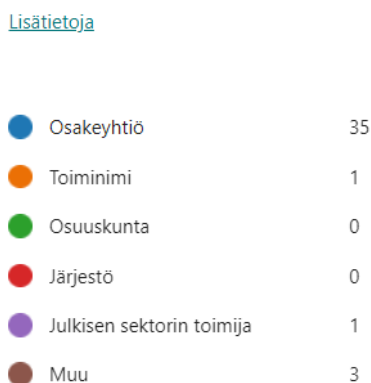 Lisätietoja
Osakeyhtiö 35
Toiminimi 1
Osuuskunta 0
Järjestö 0
Julkisen sektorin toimija 1
Muu 3